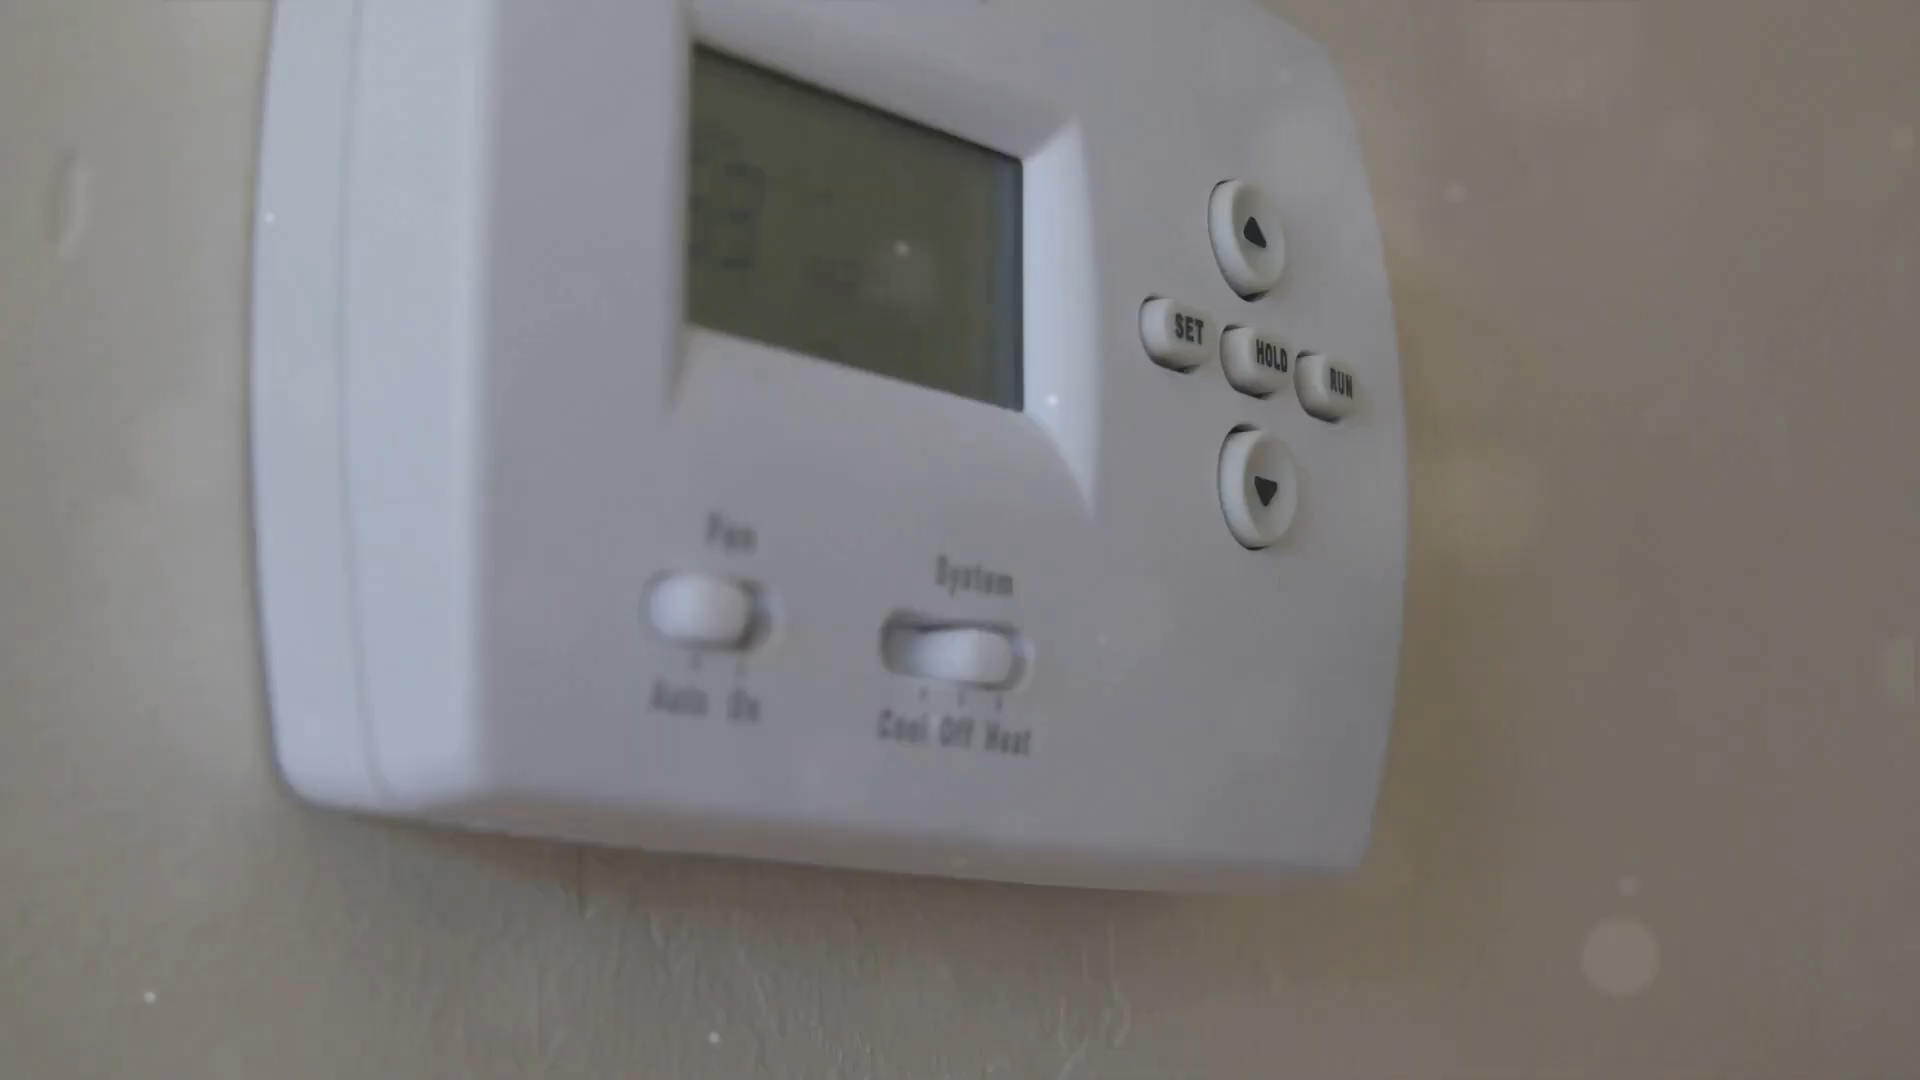 SET
HOLD
RUN
Fan
System
Auto On
Cool Off Heat